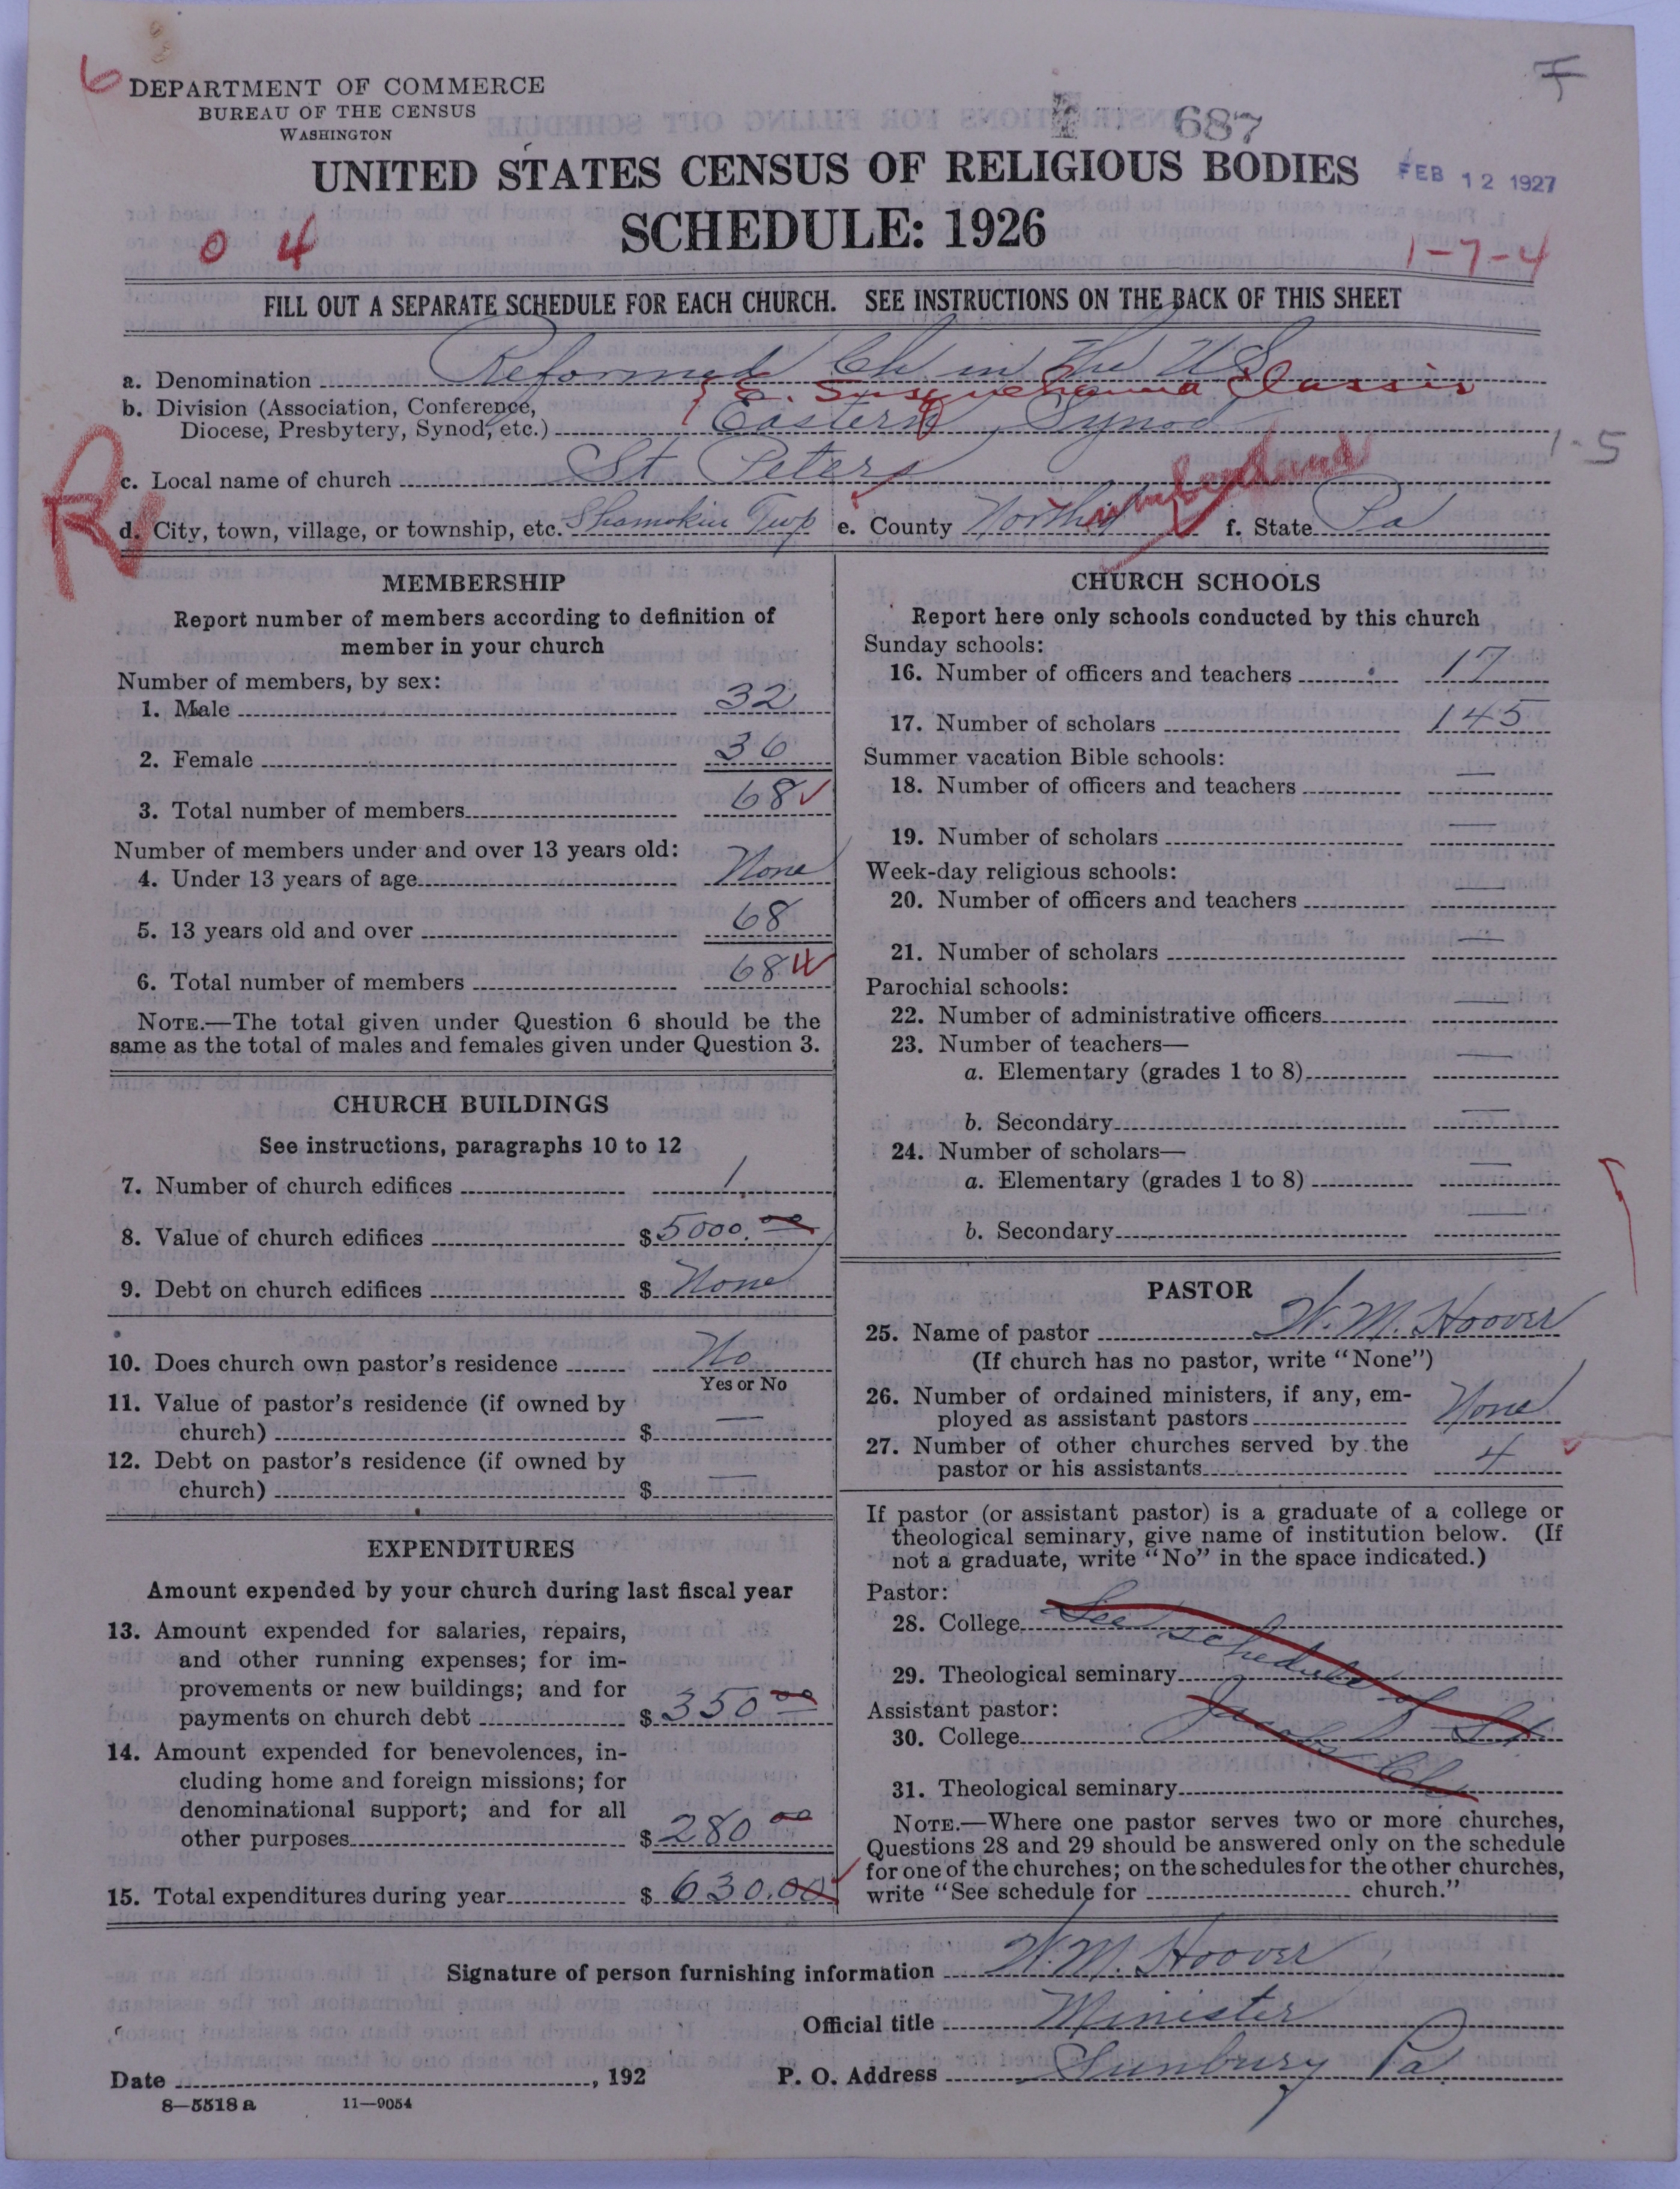 6
DEPARTMENT OF COMMERCE
BUREAU OF THE CENSUS
WASHINGTON
687
UNITED STATES CENSUS OF RELIGIOUS BODIES
FEB 12 1927
SCHEDULE: 1926
0 4
1-7-4
FILL OUT A SEPARATE SCHEDULE FOR EACH CHURCH. SEE INSTRUCTIONS ON THE BACK OF THIS SHEET
a. Denomination Reformed Ch in the US
E. Susquehanna Classis
b. Division (Association, Conference,
Diocese, Presbytery, Synod, etc.) Eastern Synod
1-5
c. Local name of church St Peters
R
d. City, town, village, or township, etc. Shamokin Twp e. County Northumberland f. State Pa
MEMBERSHIP
Report number of members according to definition of
member in your church
Number of members, by sex:
1. Male 32
2. Female 36
3. Total number of members 68
Number of members under and over 13 years old:
4. Under 13 years of age None
5. 13 years old and over 68
6. Total number of members 68
NOTE.—The total given under Question 6 should be the
same as the total of males and females given under Question 3.
CHURCH BUILDINGS
See instructions, paragraphs 10 to 12
7. Number of church edifices 1
8. Value of church edifices $ 5000.00
9. Debt on church edifices $ None
10. Does church own pastor's residence No
Yes or No
11. Value of pastor's residence (if owned by
church) $ —
12. Debt on pastor's residence (if owned by
church) $ —
EXPENDITURES
Amount expended by your church during last fiscal year
13. Amount expended for salaries, repairs,
and other running expenses; for im-
provements or new buildings; and for
payments on church debt $ 350 00
14. Amount expended for benevolences, in-
cluding home and foreign missions; for
denominational support; and for all
other purposes $ 280 00
15. Total expenditures during year $ 630.00
CHURCH SCHOOLS
Report here only schools conducted by this church
Sunday schools:
16. Number of officers and teachers 17
17. Number of scholars 145
Summer vacation Bible schools:
18. Number of officers and teachers —
19. Number of scholars —
Week-day religious schools:
20. Number of officers and teachers —
21. Number of scholars —
Parochial schools:
22. Number of administrative officers —
23. Number of teachers—
a. Elementary (grades 1 to 8) —
b. Secondary —
24. Number of scholars—
a. Elementary (grades 1 to 8) —
b. Secondary —
PASTOR
25. Name of pastor W. M. Hoover
(If church has no pastor, write "None")
26. Number of ordained ministers, if any, em-
ployed as assistant pastors None
27. Number of other churches served by the
pastor or his assistants 4
If pastor (or assistant pastor) is a graduate of a college or
theological seminary, give name of institution below. (If
not a graduate, write "No" in the space indicated.)
Pastor:
28. College See schedule of
29. Theological seminary
Assistant pastor:
30. College
31. Theological seminary
NOTE.—Where one pastor serves two or more churches,
Questions 28 and 29 should be answered only on the schedule
for one of the churches; on the schedules for the other churches,
write "See schedule for church."
Signature of person furnishing information W. M. Hoover
Official title Minister
Date , 192 P. O. Address Sunbury Pa
8—5518 a 11—9054